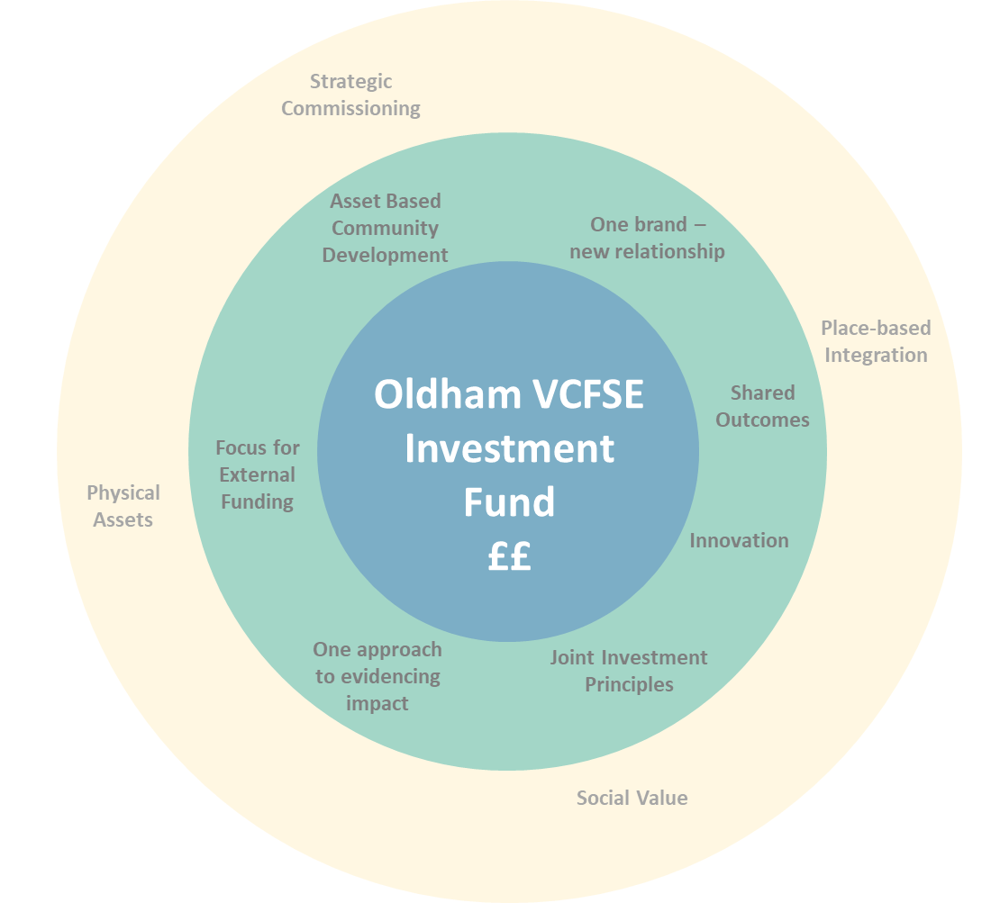 Strategic
Commissioning
Asset Based
Community
Development
One brand –
new relationship
Place-based
Integration
Shared
Outcomes
Oldham VCFSE
Investment
Fund
££
Focus for
External
Funding
Physical
Assets
Innovation
One approach
to evidencing
impact
Joint Investment
Principles
Social Value